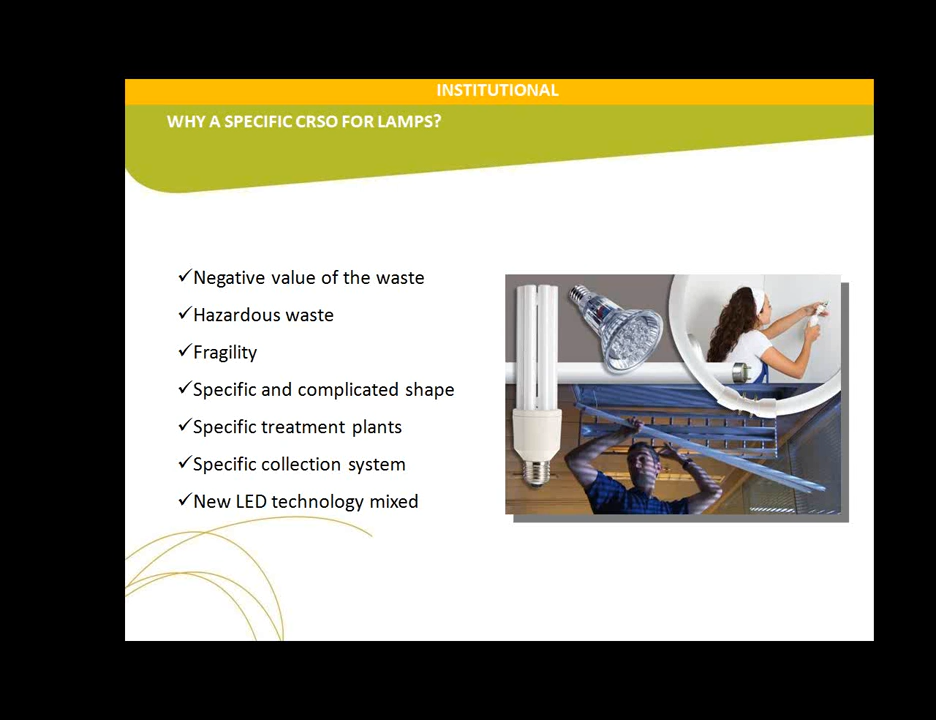 INSTITUTIONAL
WHY A SPECIFIC CRSO FOR LAMPS?
✓Negative value of the waste
✓Hazardous waste
✓Fragility
✓Specific and complicated shape
✓Specific treatment plants
✓Specific collection system
✓New LED technology mixed